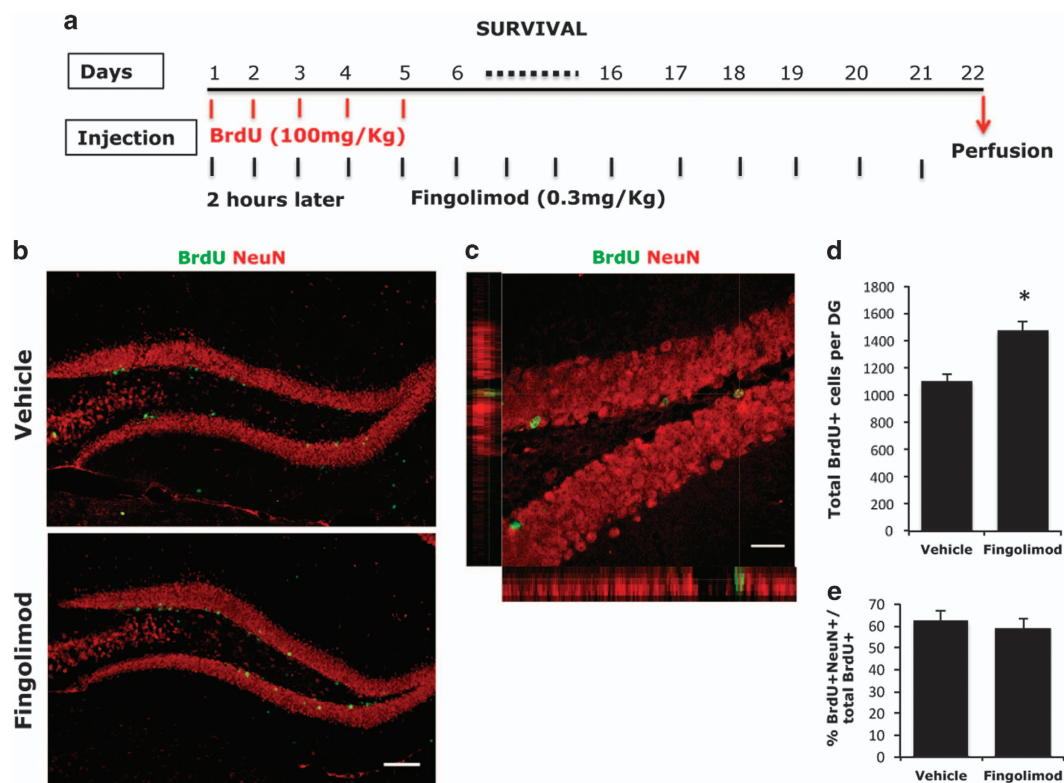 a
SURVIVAL
Days
1 2 3 4 5 6 16 17 18 19 20 21 22
Injection
BrdU (100mg/Kg)
Perfusion
2 hours later
Fingolimod (0.3mg/Kg)
b
BrdU NeuN
Vehicle
Fingolimod
c
BrdU NeuN
d
Total BrdU+ cells per DG
1800
1600
1400
1200
1000
800
600
400
200
0
*
Vehicle Fingolimod
e
% BrdU+NeuN+/
total BrdU+
70
60
50
40
30
20
10
0
Vehicle Fingolimod